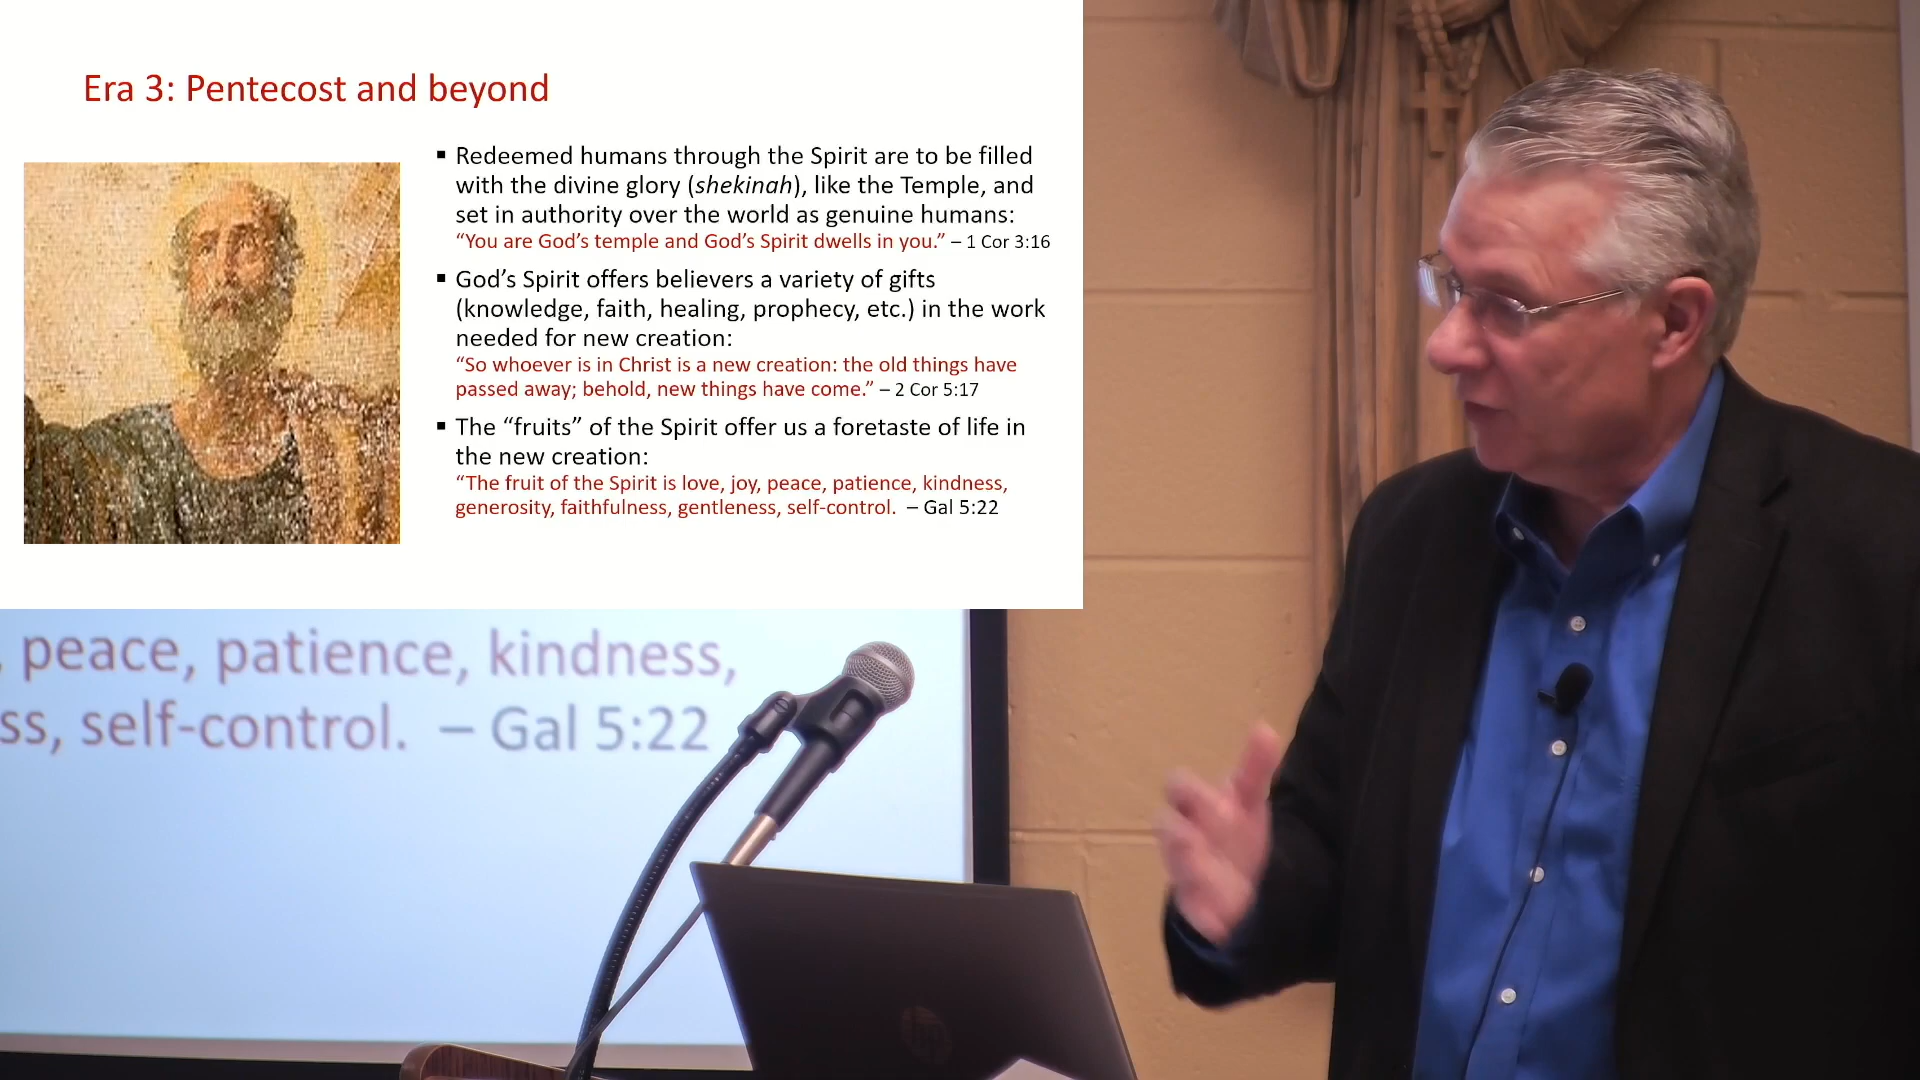 Era 3: Pentecost and beyond
▪ Redeemed humans through the Spirit are to be filled
with the divine glory (shekinah), like the Temple, and
set in authority over the world as genuine humans:
“You are God’s temple and God’s Spirit dwells in you.” – 1 Cor 3:16
▪ God’s Spirit offers believers a variety of gifts
(knowledge, faith, healing, prophecy, etc.) in the work
needed for new creation:
“So whoever is in Christ is a new creation: the old things have
passed away; behold, new things have come.” – 2 Cor 5:17
▪ The “fruits” of the Spirit offer us a foretaste of life in
the new creation:
“The fruit of the Spirit is love, joy, peace, patience, kindness,
generosity, faithfulness, gentleness, self-control. – Gal 5:22
, peace, patience, kindness,
ss, self-control. – Gal 5:22
hp